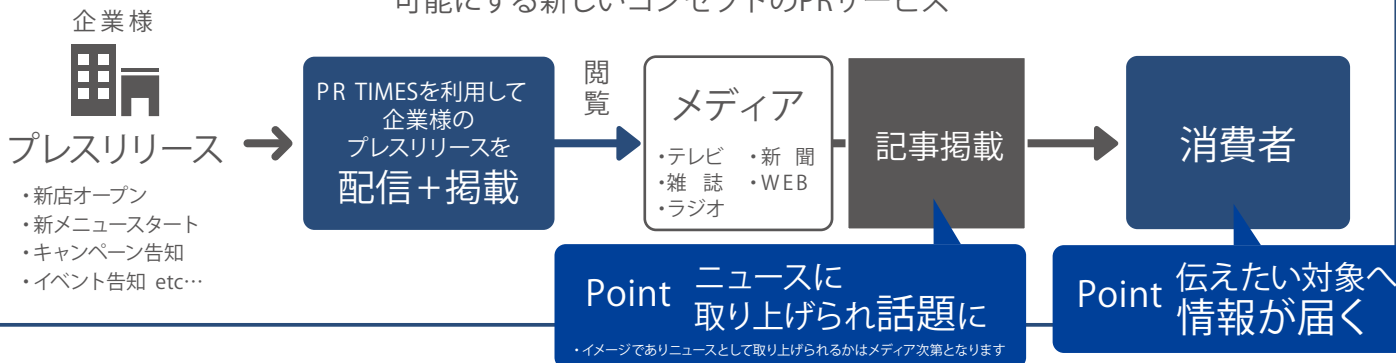 可能にする新しいコンセプトのPRサービス
企業様
プレスリリース
・新店オープン
・新メニュースタート
・キャンペーン告知
・イベント告知 etc…
PR TIMESを利用して
企業様の
プレスリリースを
配信+掲載
閲覧
メディア
・テレビ ・新 聞
・雑 誌 ・WEB
・ラジオ
記事掲載
消費者
Point ニュースに
取り上げられ話題に
・イメージでありニュースとして取り上げられるかはメディア次第となります
Point 伝えたい対象へ
情報が届く